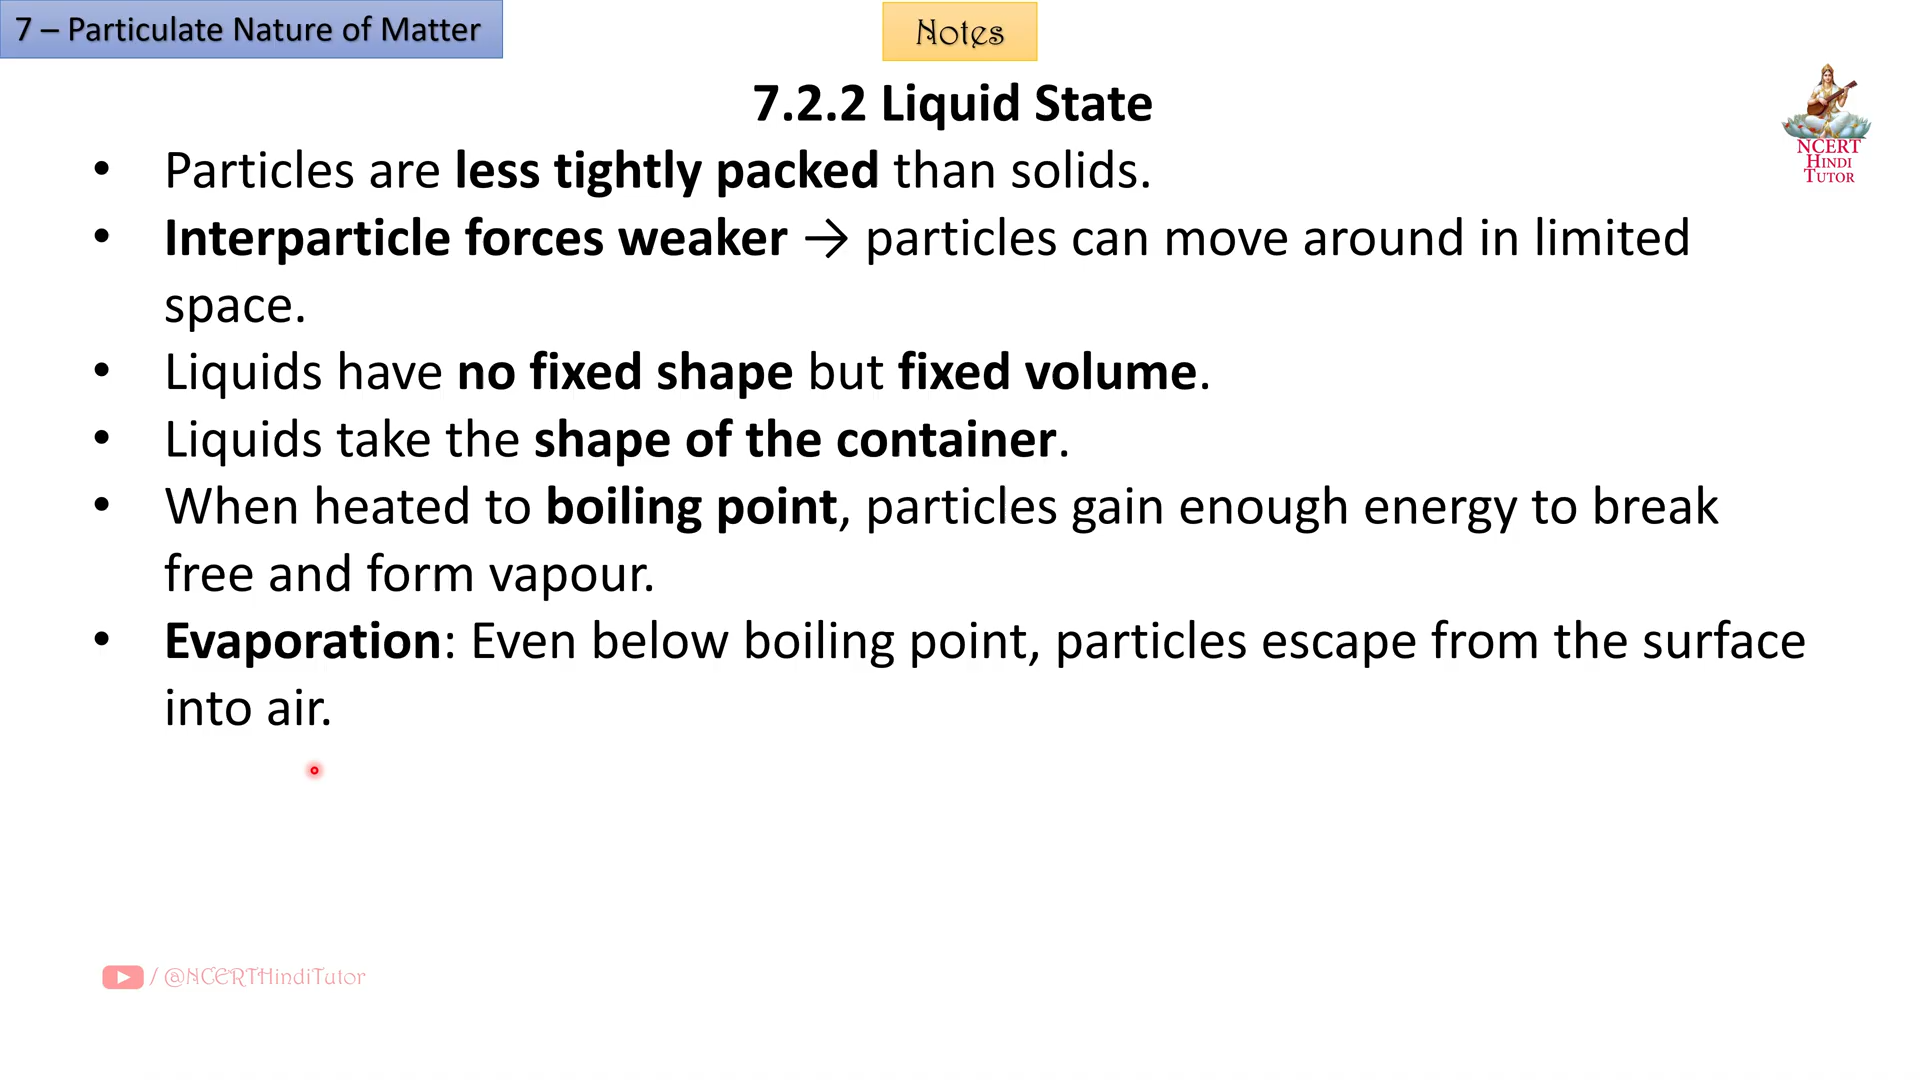 7 – Particulate Nature of Matter
Notes
7.2.2 Liquid State
NCERT
HINDI
TUTOR
• Particles are less tightly packed than solids.
• Interparticle forces weaker → particles can move around in limited
space.
• Liquids have no fixed shape but fixed volume.
• Liquids take the shape of the container.
• When heated to boiling point, particles gain enough energy to break
free and form vapour.
• Evaporation: Even below boiling point, particles escape from the surface
into air.
/ @NCERTHindiTutor